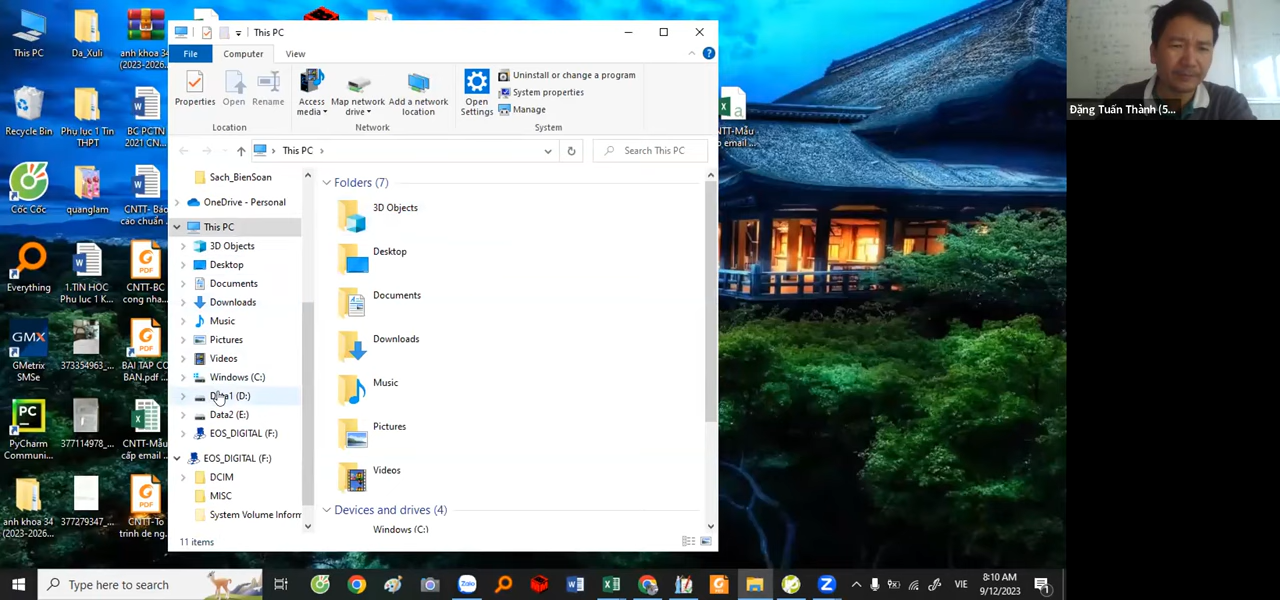 This PC
File
Computer
View
Properties
Open
Rename
Access media
Map network drive
Add a network location
Open Settings
Uninstall or change a program
System properties
Manage
Location
Network
System
This PC
Search This PC
Sach_BienSoan
OneDrive - Personal
This PC
3D Objects
Desktop
Documents
Downloads
Music
Pictures
Videos
Windows (C:)
Data1 (D:)
Data2 (E:)
EOS_DIGITAL (F:)
EOS_DIGITAL (F:)
DCIM
MISC
System Volume Inform
Folders (7)
3D Objects
Desktop
Documents
Downloads
Music
Pictures
Videos
Devices and drives (4)
Windows (C:)
11 items
This PC
Da_Xuli
anh khoa 34
(2023-2026...
Recycle Bin
Phụ lục 1 Tin
THPT
BC PCTN
2021 CN...
Cốc Cốc
quanglam
CNTT- Báo
cao chuẩn...
Everything
1.TIN HOC
Phu luc 1 K...
CNTT-BC
cong nha...
GMetrix
SMSe
373354963_...
BAI TAP CO
BAN.pdf
PyCharm
Communi...
377114978_...
CNTT-Mẫu
cấp email...
anh khoa 34
(2023-2026...
377279347_...
CNTT-To
trinh de ng...
NTT-Mẫu
email...
Type here to search
VIE
8:10 AM
9/12/2023
Đặng Tuấn Thành (5...